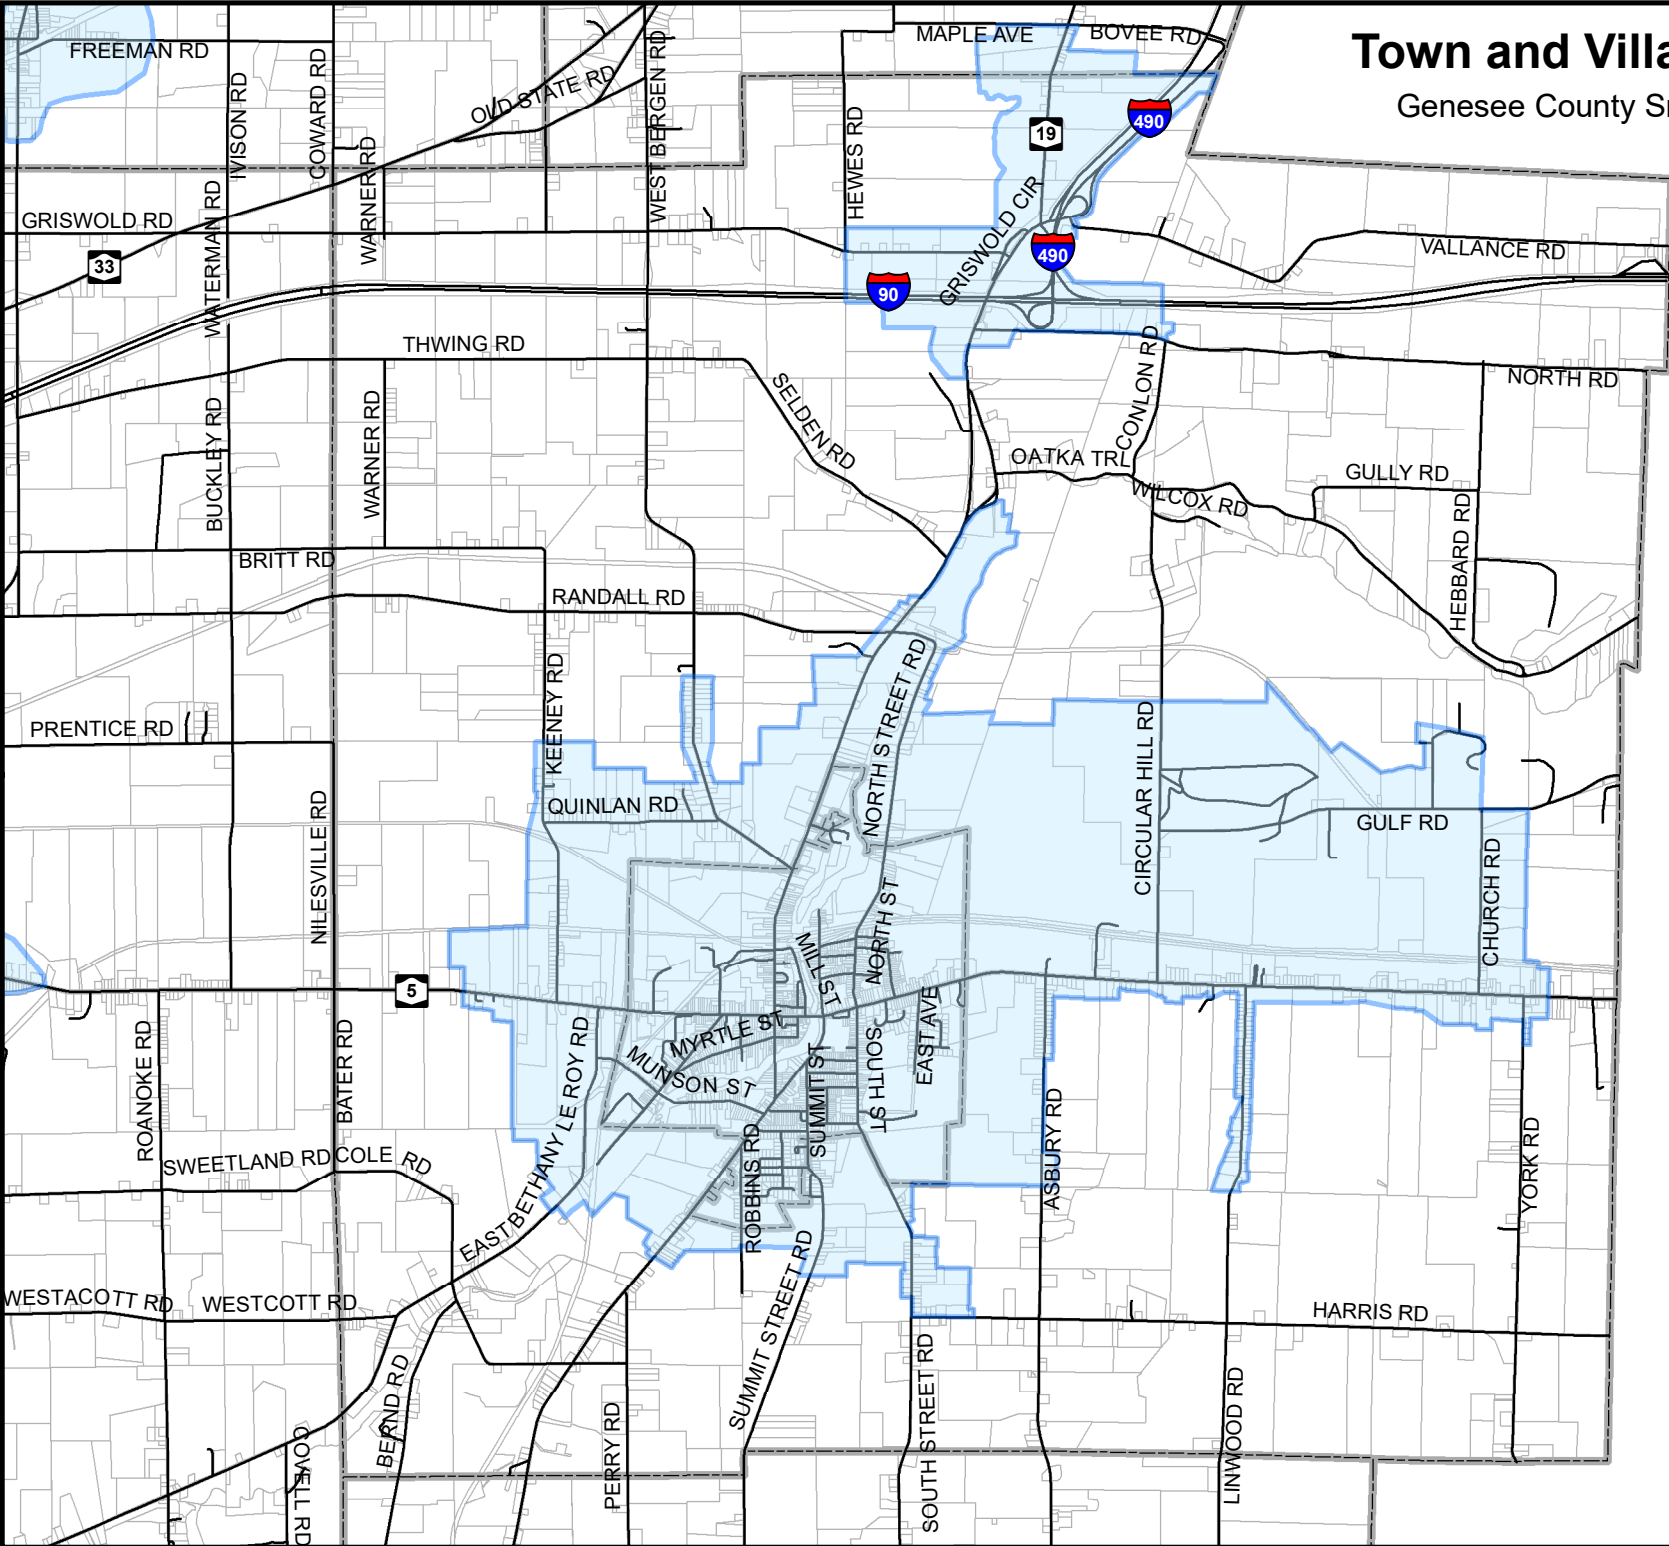 Town and Villa
Genesee County Sm
FREEMAN RD
IVISON RD
COWARD RD
OLD STATE RD
WEST BERGEN RD
MAPLE AVE
BOVEE RD
490
19
HEWES RD
WARNER RD
GRISWOLD RD
WATERMAN RD
33
GRISWOLD CIR
490
90
VALLANCE RD
THWING RD
SELDEN RD
CONLON RD
NORTH RD
BUCKLEY RD
WARNER RD
OATKA TRL
WILCOX RD
GULLY RD
HEBBARD RD
BRITT RD
RANDALL RD
KEENEY RD
NORTH STREET RD
PRENTICE RD
CIRCULAR HILL RD
QUINLAN RD
GULF RD
NILESVILLE RD
CHURCH RD
NORTH ST
MILL ST
5
MYRTLE ST
MUNSON ST
SUMMIT ST
SOUTH ST
EAST AVE
ROANOKE RD
BATER RD
EAST BETHANY LE ROY RD
ASBURY RD
YORK RD
SWEETLAND RD
COLE RD
ROBBINS RD
SUMMIT STREET RD
WESTACOTT RD
WESTCOTT RD
HARRIS RD
BERND RD
COVELL RD
PERRY RD
SOUTH STREET RD
LINWOOD RD